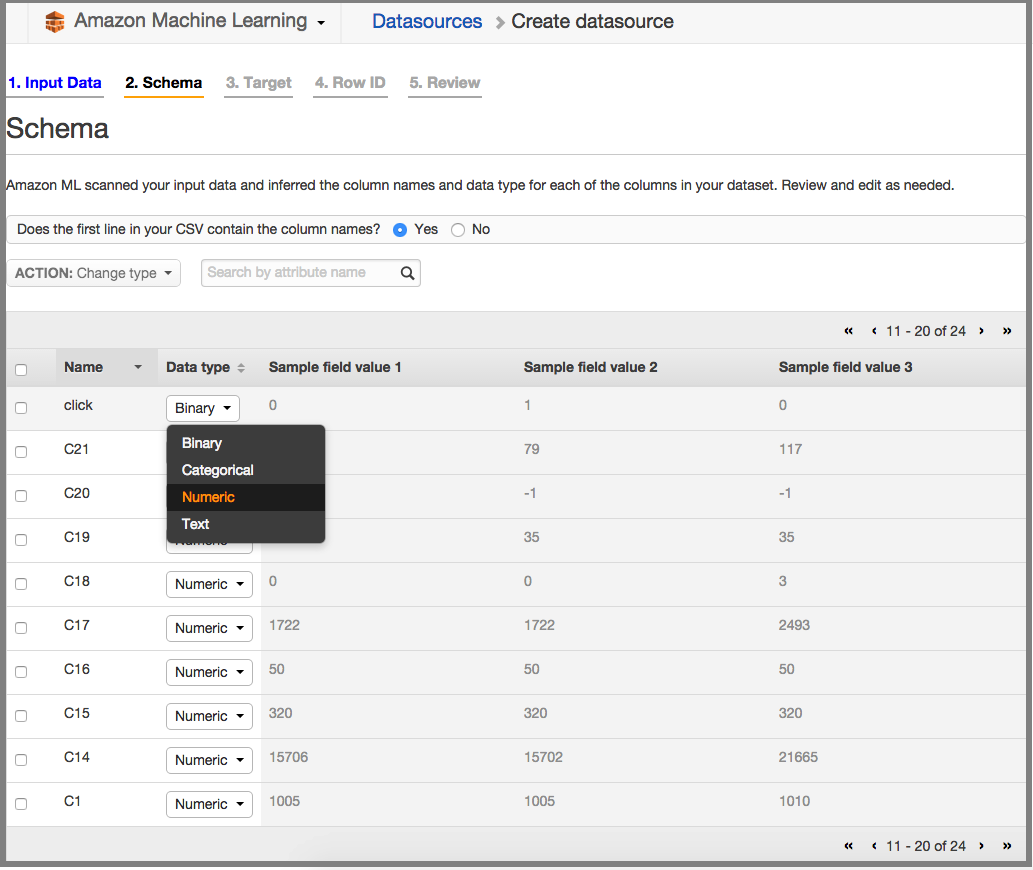 Amazon Machine Learning Datasources > Create datasource
1. Input Data 2. Schema 3. Target 4. Row ID 5. Review
Schema
Amazon ML scanned your input data and inferred the column names and data type for each of the columns in your dataset. Review and edit as needed.
Does the first line in your CSV contain the column names? Yes No
ACTION: Change type Search by attribute name
« ‹ 11 - 20 of 24 › »
Name Data type Sample field value 1 Sample field value 2 Sample field value 3
click Binary 0 1 0
Binary
C21 79 117
Categorical
C20 Numeric -1 -1
Text
C19 Numeric 35 35
C18 Numeric 0 0 3
C17 Numeric 1722 1722 2493
C16 Numeric 50 50 50
C15 Numeric 320 320 320
C14 Numeric 15706 15702 21665
C1 Numeric 1005 1005 1010
« ‹ 11 - 20 of 24 › »